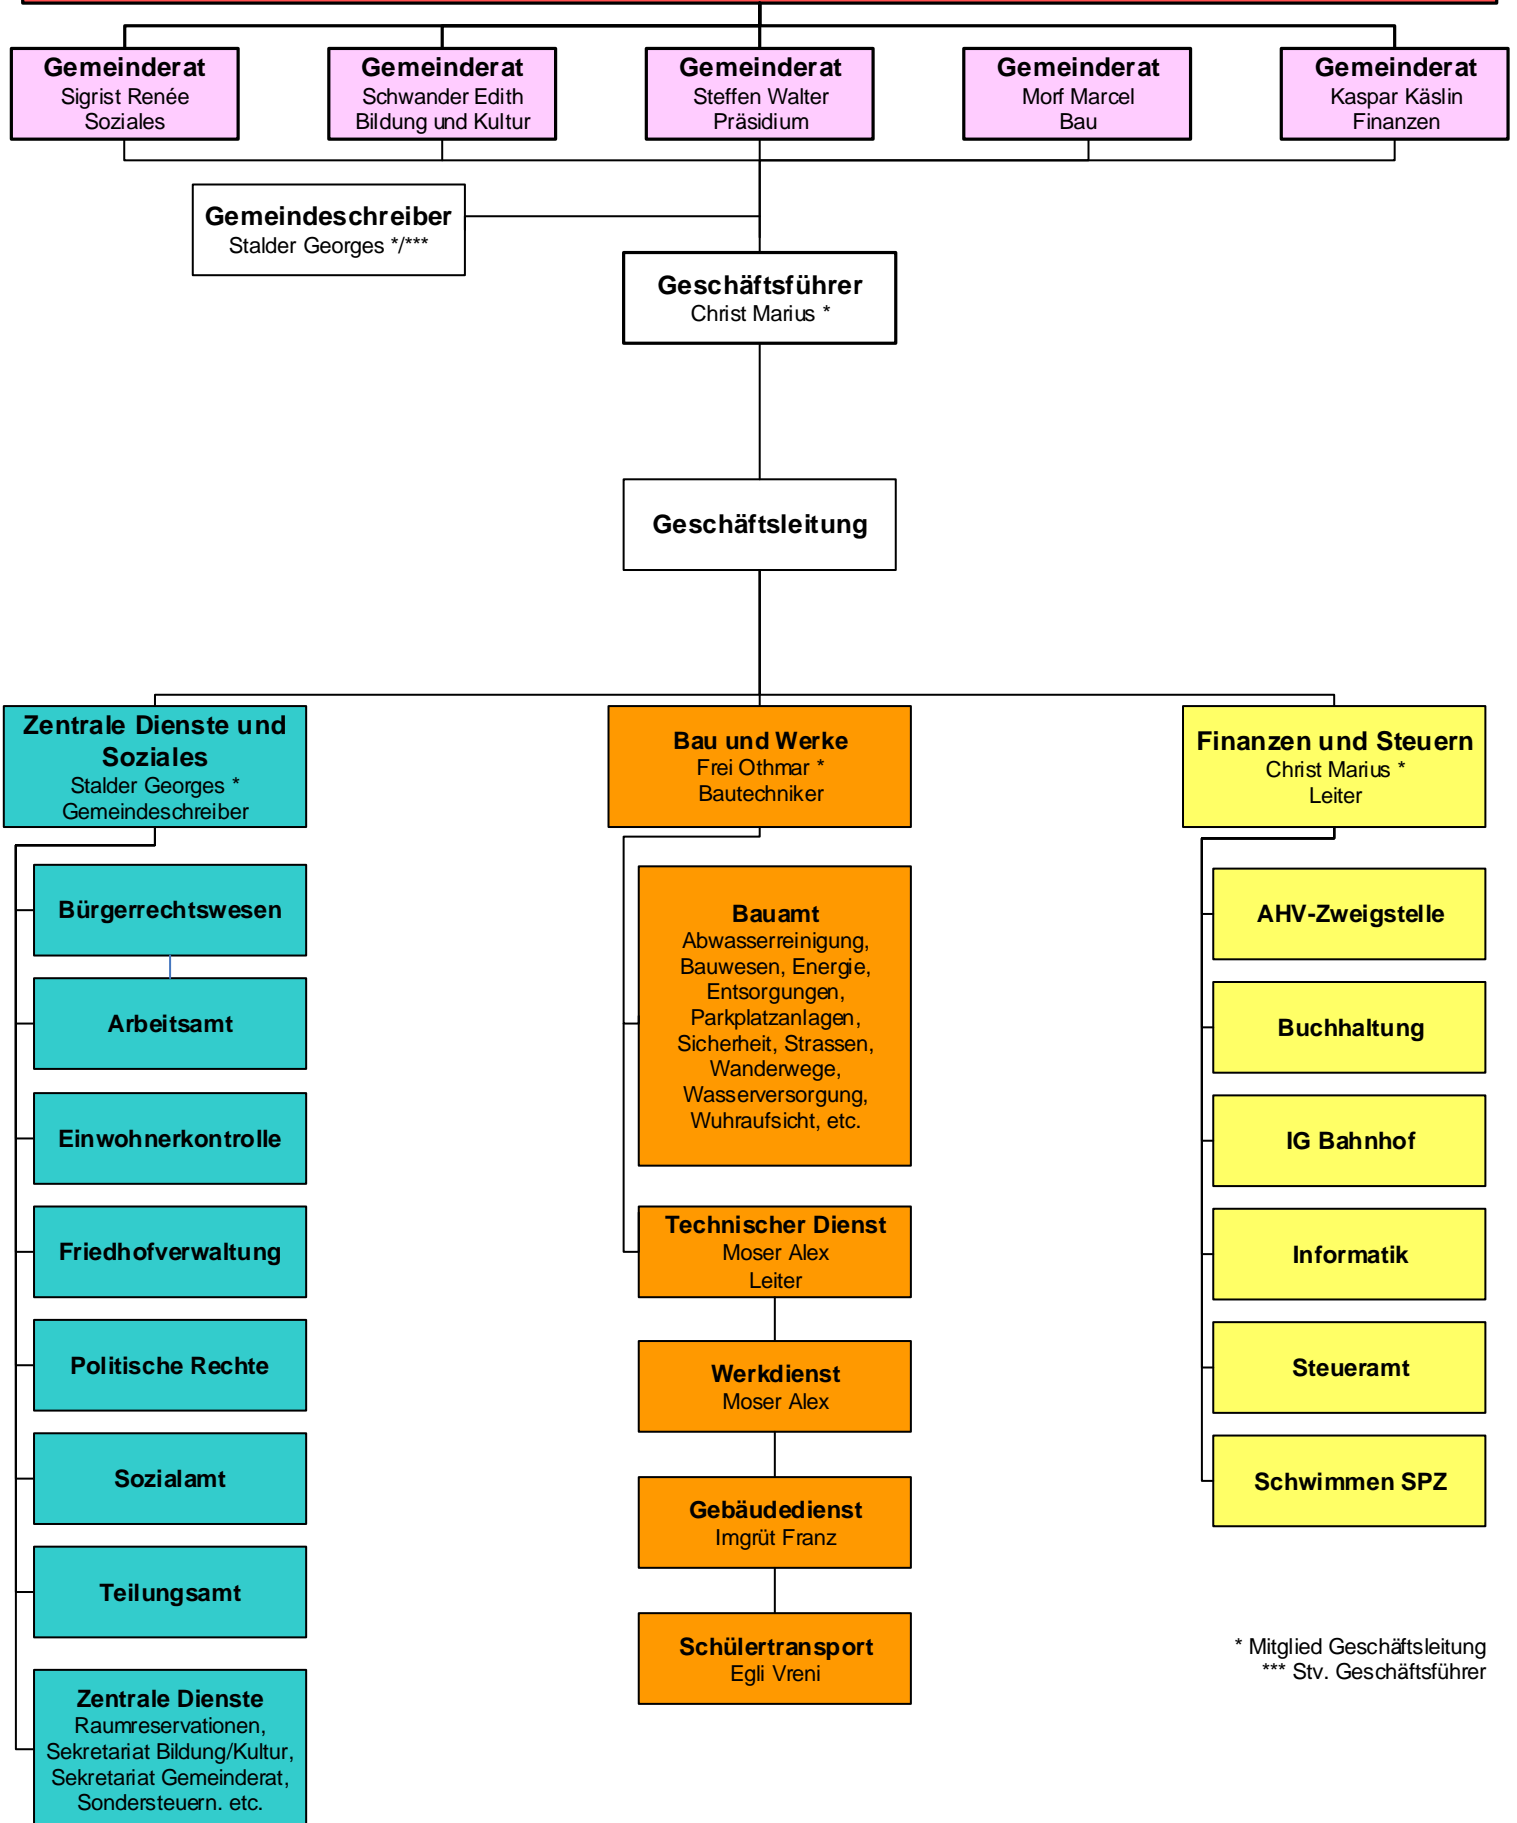 Gemeinderat
Sigrist Renée
Soziales
Gemeinderat
Schwander Edith
Bildung und Kultur
Gemeinderat
Steffen Walter
Präsidium
Gemeinderat
Morf Marcel
Bau
Gemeinderat
Kaspar Käslin
Finanzen
Gemeindeschreiber
Stalder Georges */***
Geschäftsführer
Christ Marius *
Geschäftsleitung
Zentrale Dienste und
Soziales
Stalder Georges *
Gemeindeschreiber
Bürgerrechtswesen
Arbeitsamt
Einwohnerkontrolle
Friedhofverwaltung
Politische Rechte
Sozialamt
Teilungsamt
Zentrale Dienste
Raumreservationen,
Sekretariat Bildung/Kultur,
Sekretariat Gemeinderat,
Sondersteuern. etc.
Bau und Werke
Frei Othmar *
Bautechniker
Bauamt
Abwasserreinigung,
Bauwesen, Energie,
Entsorgungen,
Parkplatzanlagen,
Sicherheit, Strassen,
Wanderwege,
Wasserversorgung,
Wuhraufsicht, etc.
Technischer Dienst
Moser Alex
Leiter
Werkdienst
Moser Alex
Gebäudedienst
Imgrüt Franz
Schülertransport
Egli Vreni
Finanzen und Steuern
Christ Marius *
Leiter
AHV-Zweigstelle
Buchhaltung
IG Bahnhof
Informatik
Steueramt
Schwimmen SPZ
* Mitglied Geschäftsleitung
*** Stv. Geschäftsführer